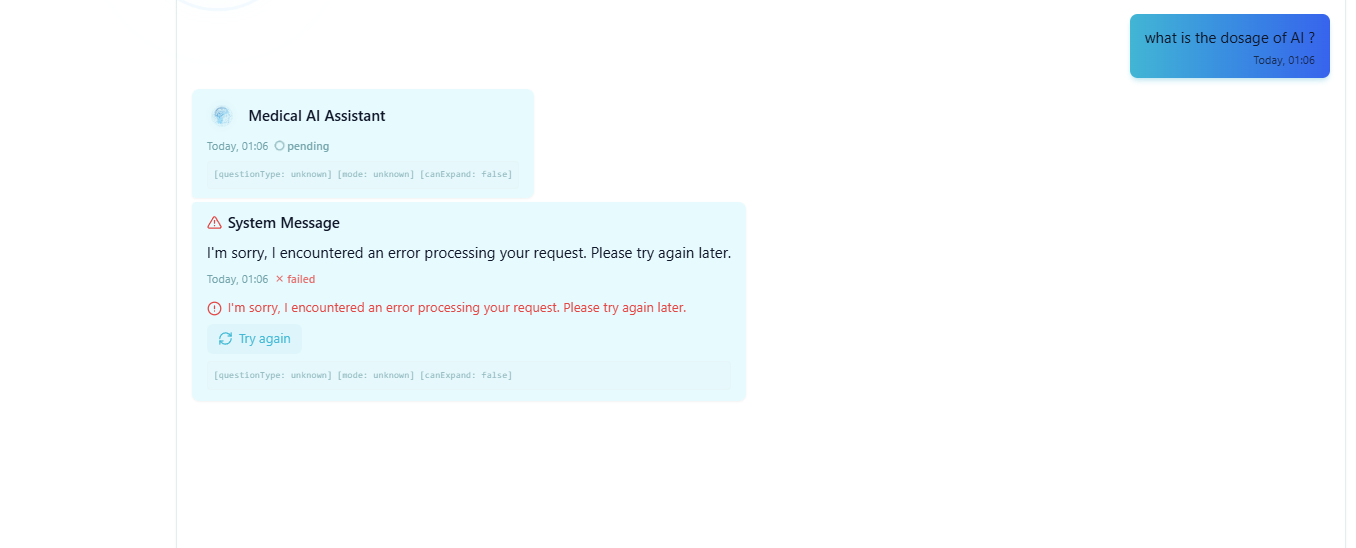 what is the dosage of AI ?
Today, 01:06
Medical AI Assistant
Today, 01:06 pending
[questionType: unknown] [mode: unknown] [canExpand: false]
System Message
I'm sorry, I encountered an error processing your request. Please try again later.
Today, 01:06 × failed
I'm sorry, I encountered an error processing your request. Please try again later.
Try again
[questionType: unknown] [mode: unknown] [canExpand: false]